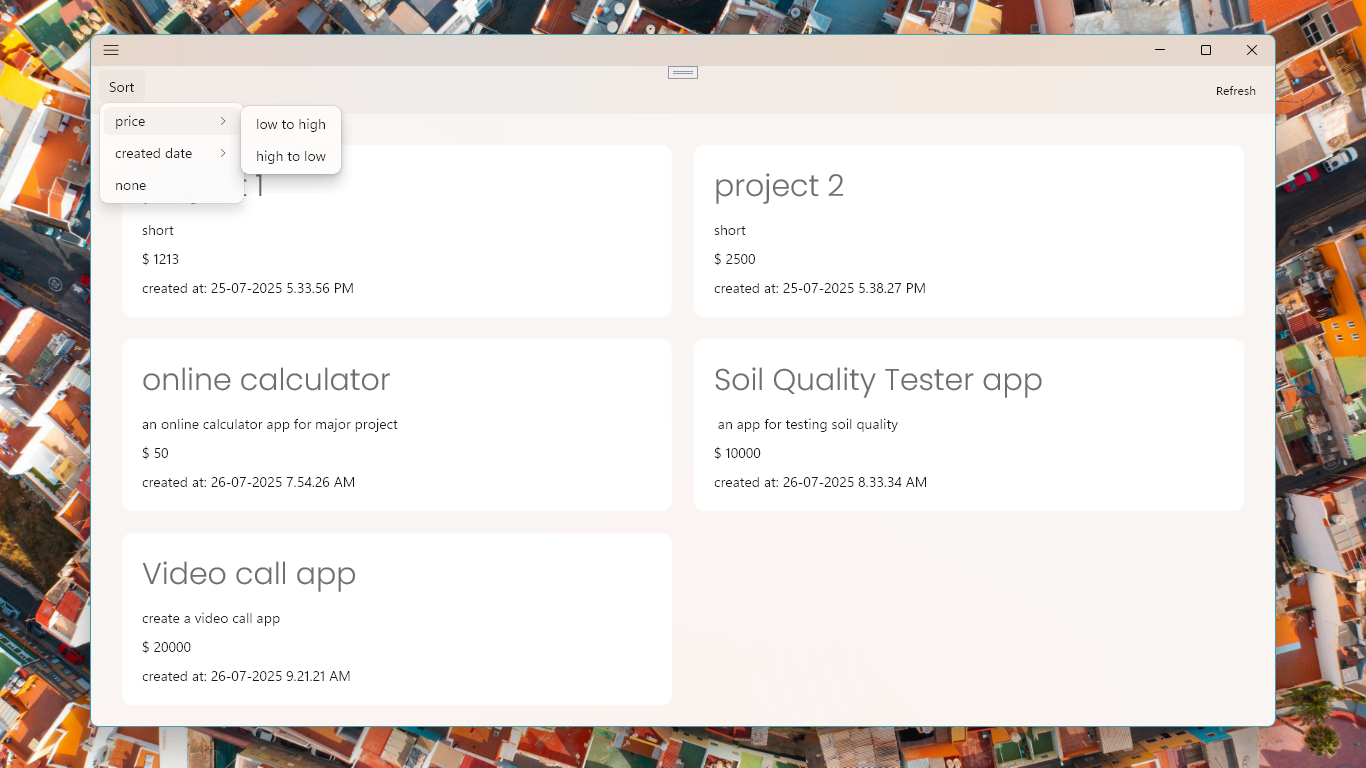 Sort
Refresh
price
low to high
created date
high to low
none
1
short
$ 1213
created at: 25-07-2025 5.33.56 PM
project 2
short
$ 2500
created at: 25-07-2025 5.38.27 PM
online calculator
an online calculator app for major project
$ 50
created at: 26-07-2025 7.54.26 AM
Soil Quality Tester app
an app for testing soil quality
$ 10000
created at: 26-07-2025 8.33.34 AM
Video call app
create a video call app
$ 20000
created at: 26-07-2025 9.21.21 AM